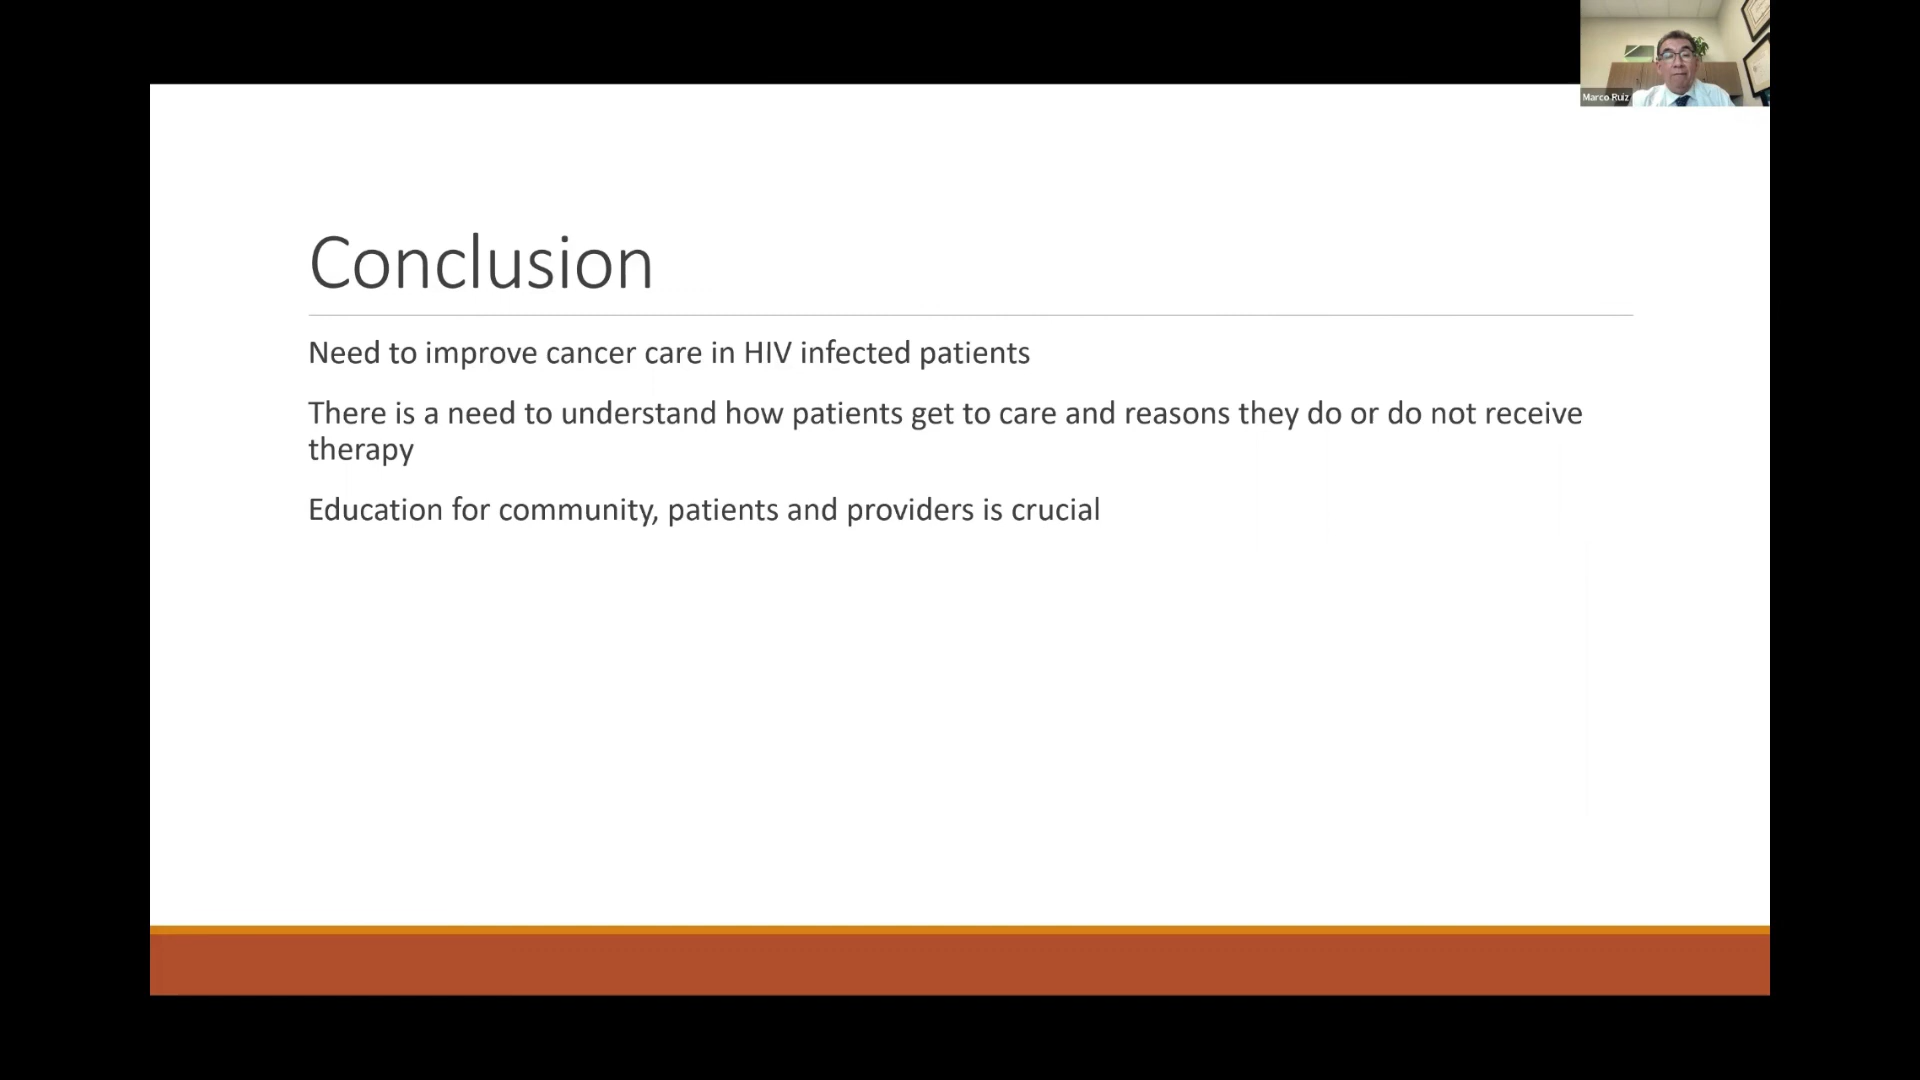 Marco Ruiz
Conclusion
Need to improve cancer care in HIV infected patients
There is a need to understand how patients get to care and reasons they do or do not receive
therapy
Education for community, patients and providers is crucial